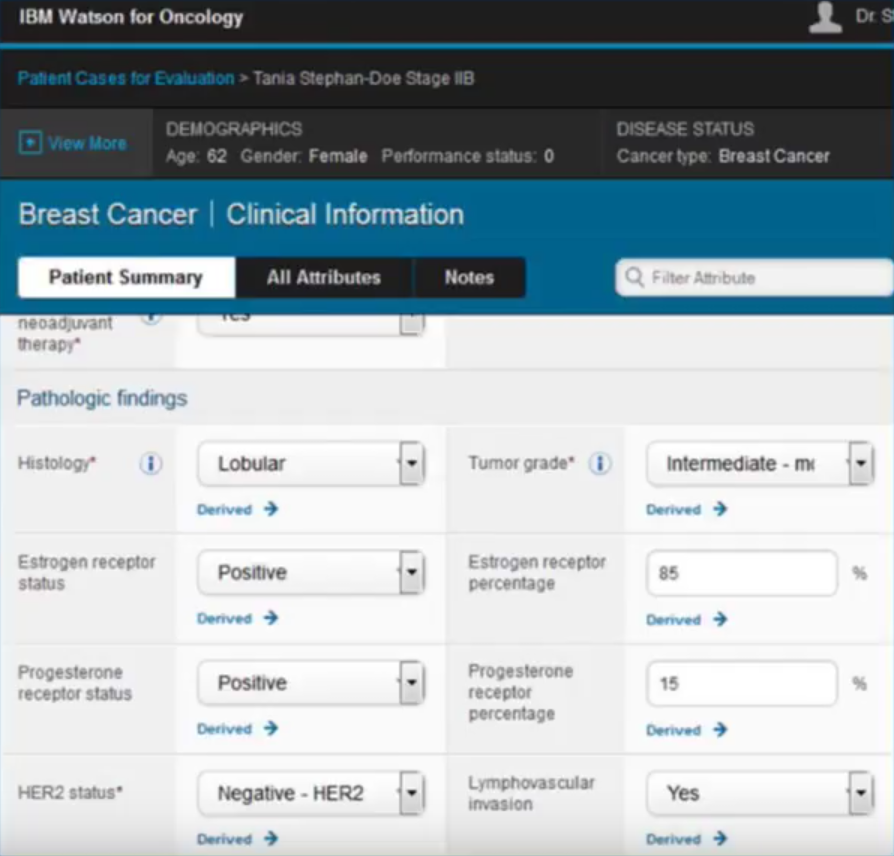 IBM Watson for Oncology
Dr. S
Patient Cases for Evaluation > Tania Stephan-Doe Stage IIB
View More
DEMOGRAPHICS
Age: 62 Gender: Female Performance status: 0
DISEASE STATUS
Cancer type: Breast Cancer
Breast Cancer | Clinical Information
Patient Summary
All Attributes
Notes
Filter Attribute
neoadjuvant
therapy*
Yes
Pathologic findings
Histology*
Lobular
Derived
Tumor grade*
Intermediate - mo
Derived
Estrogen receptor
status
Positive
Derived
Estrogen receptor
percentage
85 %
Derived
Progesterone
receptor status
Positive
Derived
Progesterone
receptor
percentage
15 %
Derived
HER2 status*
Negative - HER2
Derived
Lymphovascular
invasion
Yes
Derived